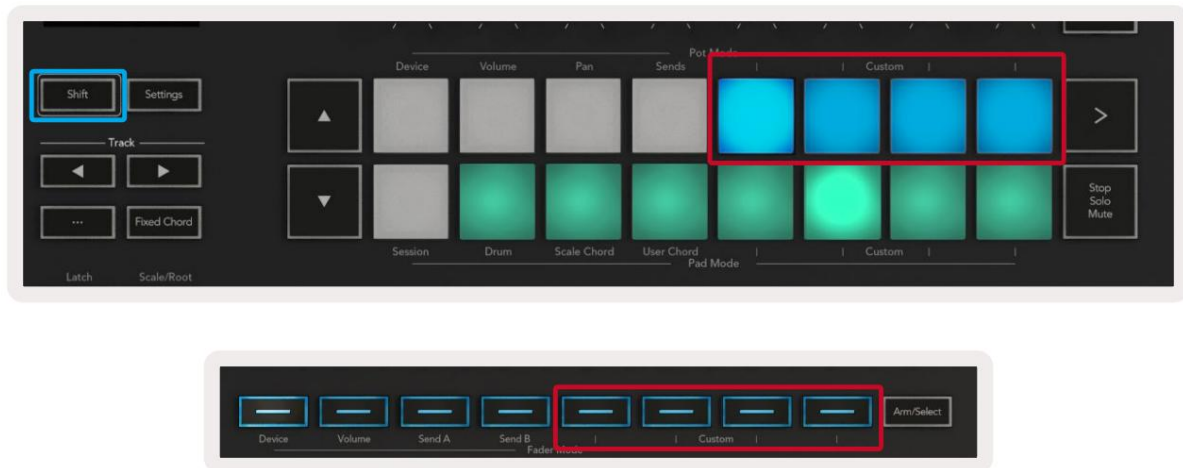 Pot Mode
Device Volume Pan Sends | | Custom | |
Shift Settings
>
Track
Stop
Solo
Mute
... Fixed Chord
Session Drum Scale Chord User Chord | | Custom | |
Pad Mode
Latch Scale/Root
Arm/Select
Device Volume Send A Send B | | Custom | |
Fader Mode